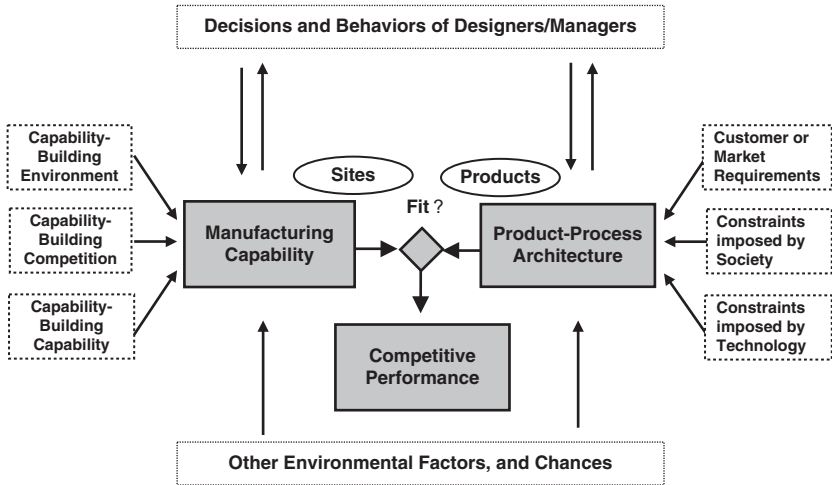 Decisions and Behaviors of Designers/Managers
Capability-
Building
Environment
Capability-
Building
Competition
Capability-
Building
Capability
Sites
Products
Fit ?
Manufacturing
Capability
Product-Process
Architecture
Competitive
Performance
Customer or
Market
Requirements
Constraints
imposed by
Society
Constraints
imposed by
Technology
Other Environmental Factors, and Chances